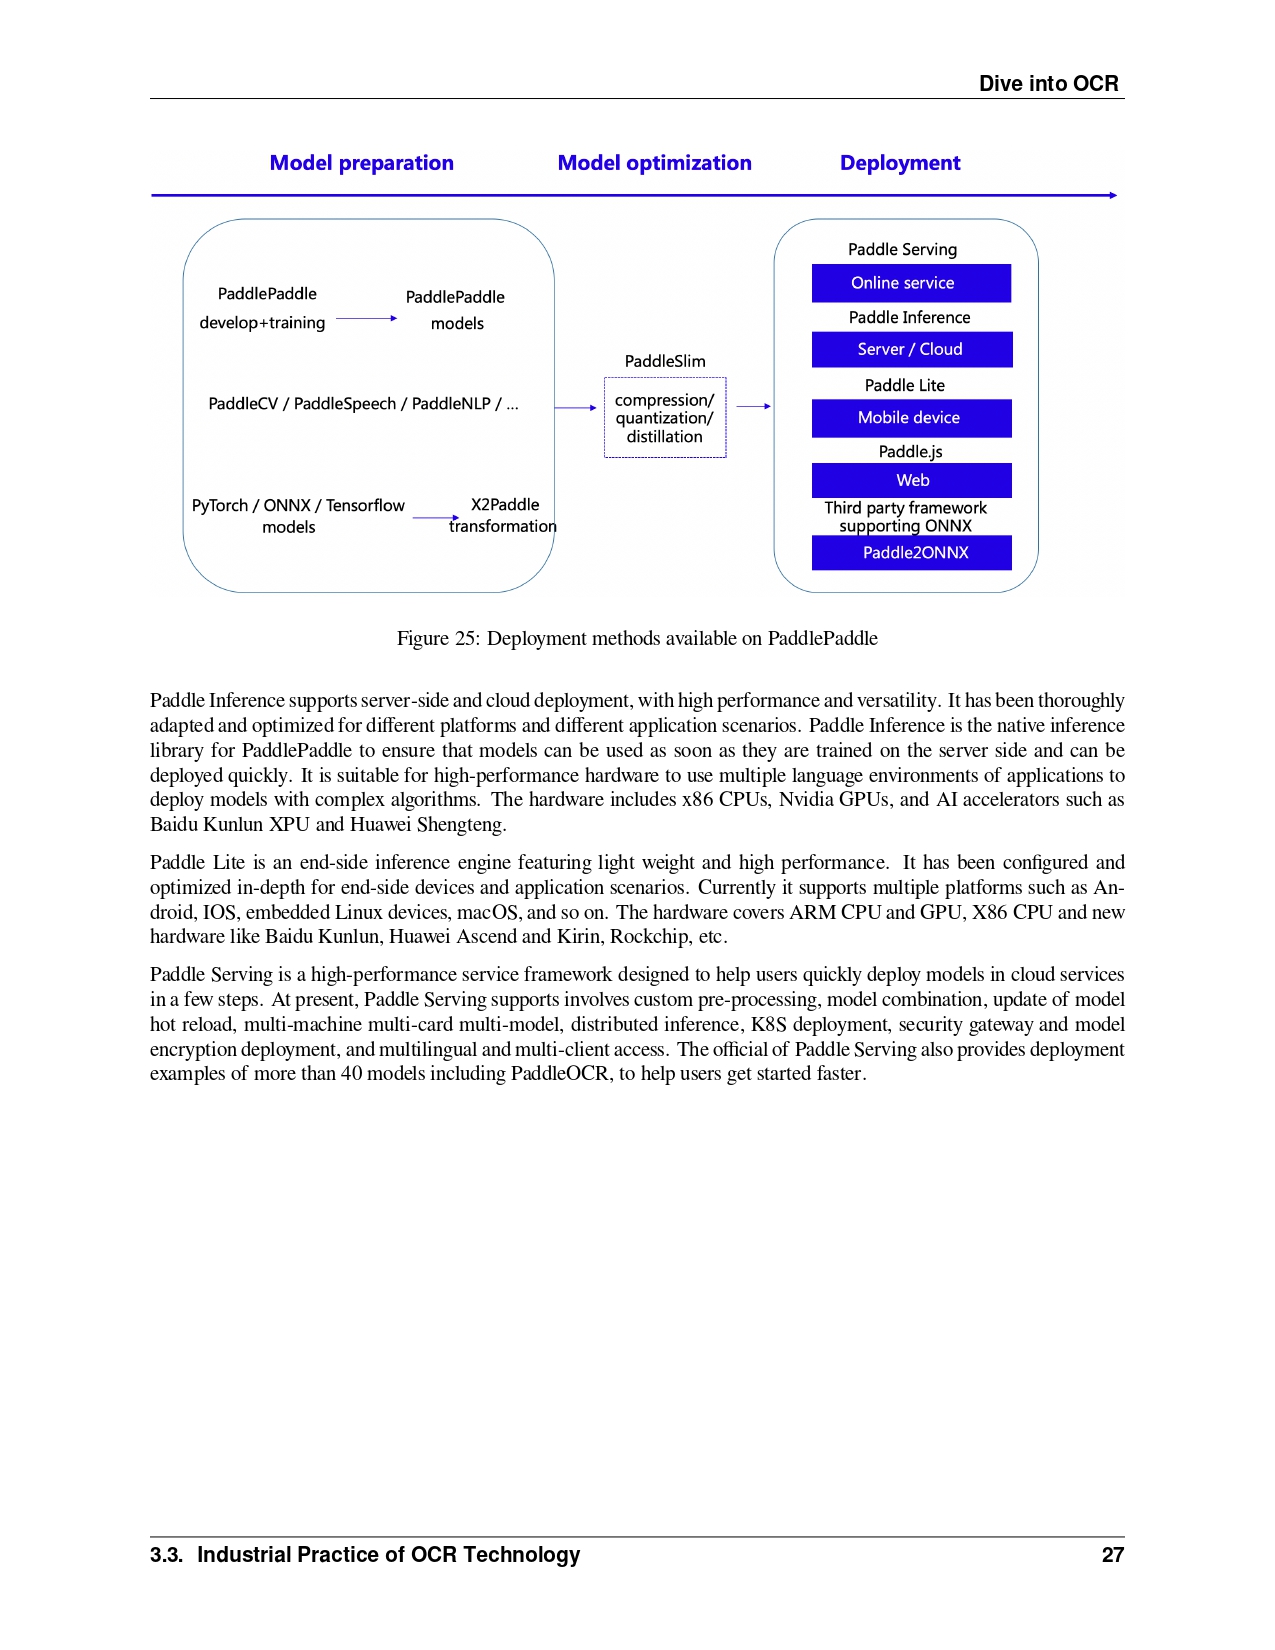 Dive into OCR
Model preparation
Model optimization
Deployment
PaddlePaddle
develop+training
PaddlePaddle
models
PaddleCV / PaddleSpeech / PaddleNLP / ...
PyTorch / ONNX / Tensorflow
models
X2Paddle
transformation
PaddleSlim
compression/
quantization/
distillation
Paddle Serving
Online service
Paddle Inference
Server / Cloud
Paddle Lite
Mobile device
Paddle.js
Web
Third party framework
supporting ONNX
Paddle2ONNX
Figure 25: Deployment methods available on PaddlePaddle
Paddle Inference supports server-side and cloud deployment, with high performance and versatility. It has been thoroughly
adapted and optimized for different platforms and different application scenarios. Paddle Inference is the native inference
library for PaddlePaddle to ensure that models can be used as soon as they are trained on the server side and can be
deployed quickly. It is suitable for high-performance hardware to use multiple language environments of applications to
deploy models with complex algorithms. The hardware includes x86 CPUs, Nvidia GPUs, and AI accelerators such as
Baidu Kunlun XPU and Huawei Shengteng.
Paddle Lite is an end-side inference engine featuring light weight and high performance. It has been configured and
optimized in-depth for end-side devices and application scenarios. Currently it supports multiple platforms such as An-
droid, IOS, embedded Linux devices, macOS, and so on. The hardware covers ARM CPU and GPU, X86 CPU and new
hardware like Baidu Kunlun, Huawei Ascend and Kirin, Rockchip, etc.
Paddle Serving is a high-performance service framework designed to help users quickly deploy models in cloud services
in a few steps. At present, Paddle Serving supports involves custom pre-processing, model combination, update of model
hot reload, multi-machine multi-card multi-model, distributed inference, K8S deployment, security gateway and model
encryption deployment, and multilingual and multi-client access. The official of Paddle Serving also provides deployment
examples of more than 40 models including PaddleOCR, to help users get started faster.
3.3. Industrial Practice of OCR Technology
27